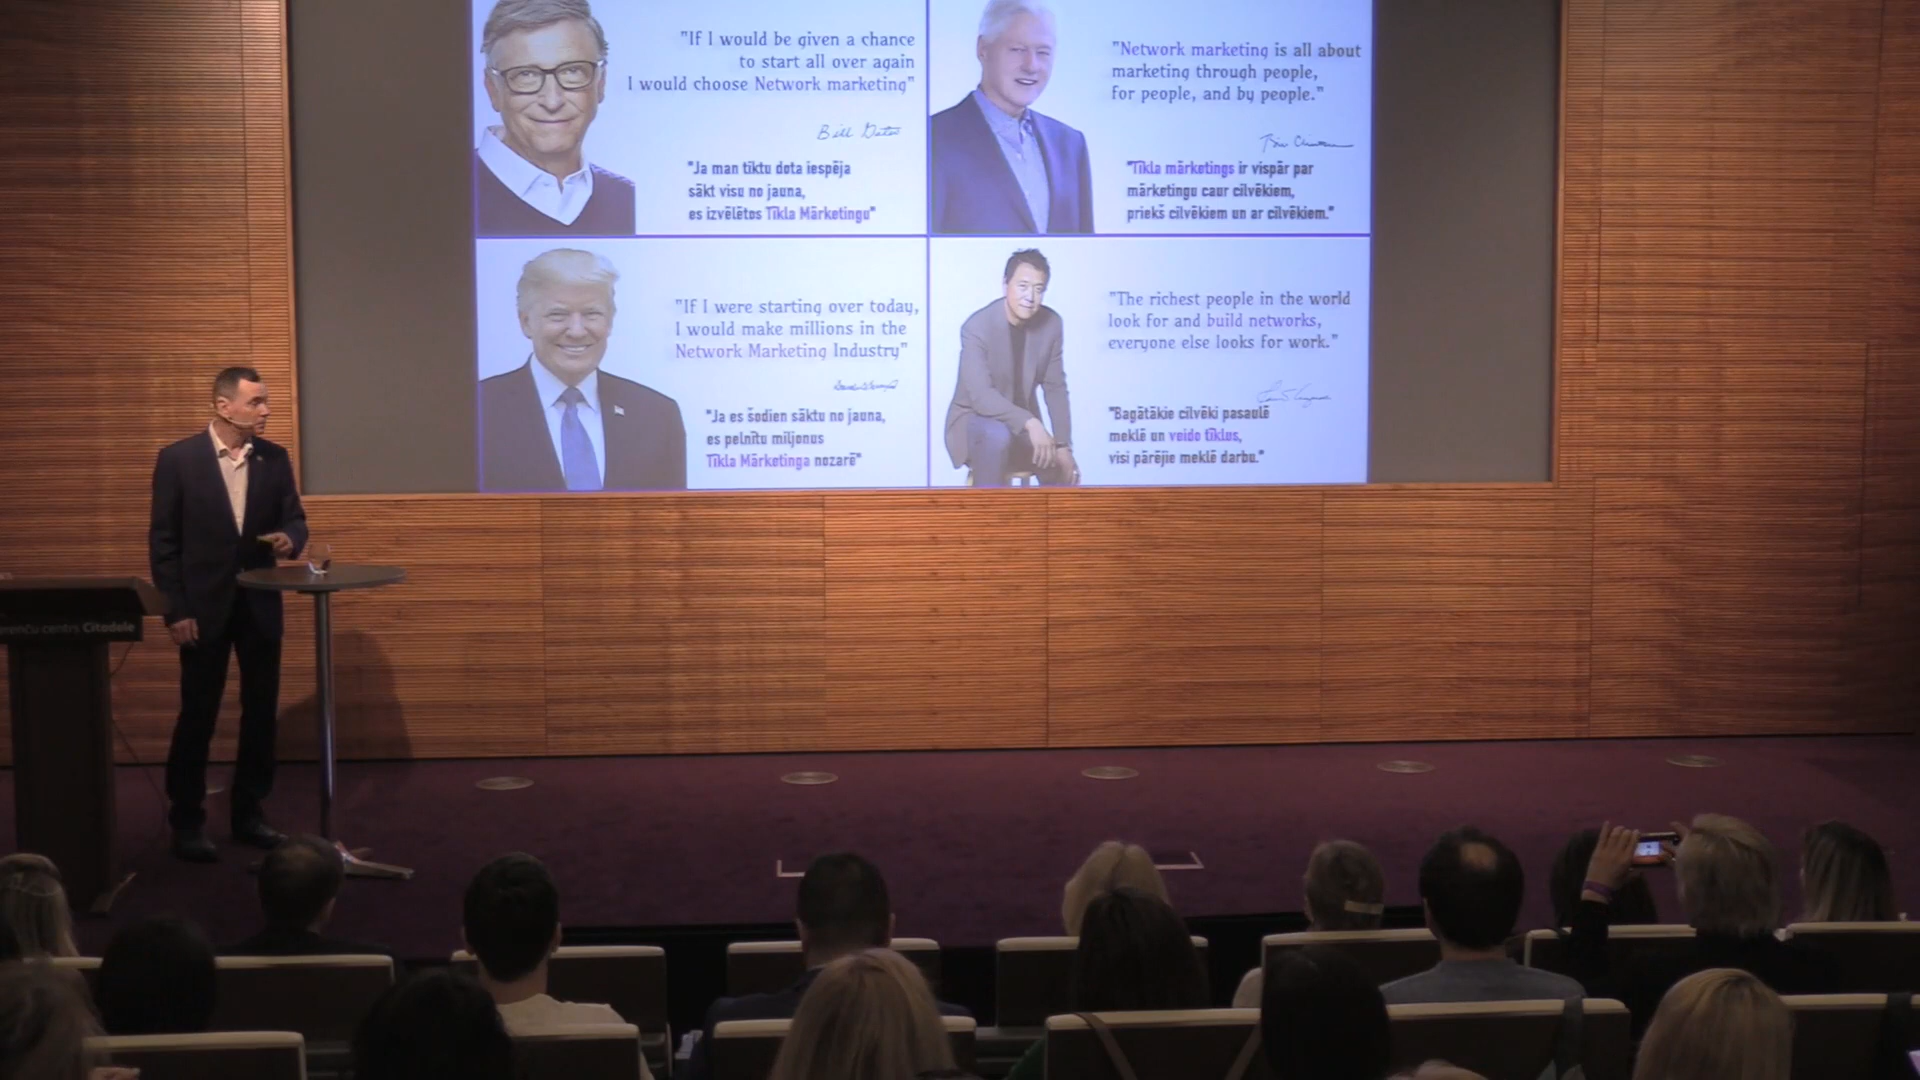 "If I would be given a chance
to start all over again
I would choose Network marketing"
Bill Gates
"Ja man tiktu dota iespēja
sākt visu no jauna,
es izvēlētos Tīkla Mārketingu"
"Network marketing is all about
marketing through people,
for people, and by people."
"Tīkla mārketings ir vispār par
mārketingu caur cilvēkiem,
priekš cilvēkiem un ar cilvēkiem."
"If I were starting over today,
I would make millions in the
Network Marketing Industry"
"Ja es šodien sāktu no jauna,
es pelnītu miljonus
Tīkla Mārketinga nozarē"
"The richest people in the world
look for and build networks,
everyone else looks for work."
"Bagātākie cilvēki pasaulē
meklē un veido tīklus,
visi pārējie meklē darbu."
centrs Citadele